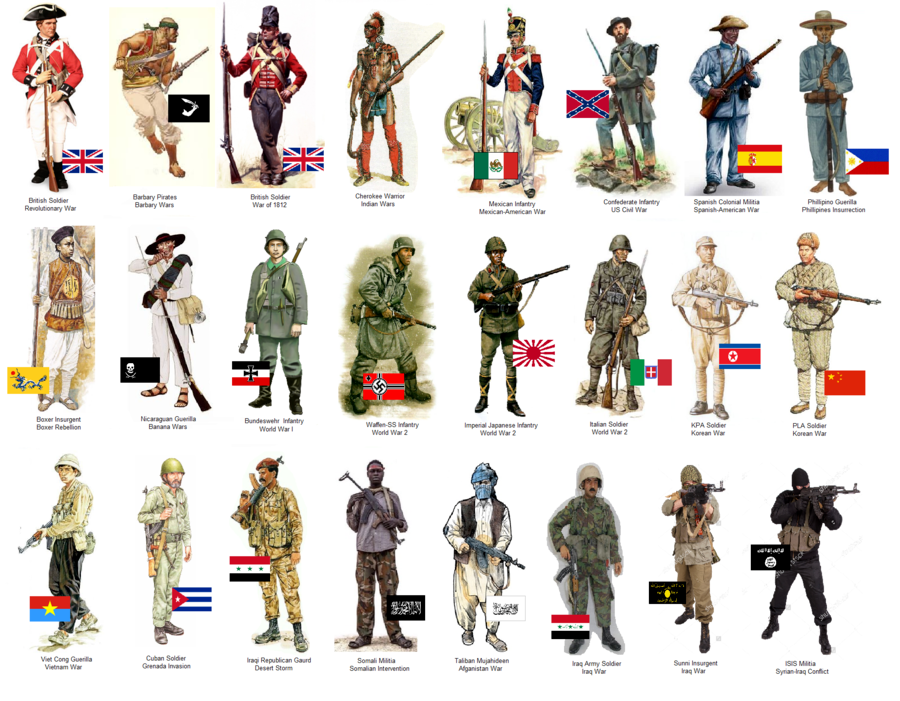 British Soldier
Revolutionary War
Barbary Pirates
Barbary Wars
British Soldier
War of 1812
Cherokee Warrior
Indian Wars
Mexican Infantry
Mexican-American War
Confederate Infantry
US Civil War
Spanish Colonial Militia
Spanish-American War
Phillipino Guerilla
Phillipines Insurrection
Boxer Insurgent
Boxer Rebellion
Nicaraguan Guerilla
Banana Wars
Bundeswehr Infantry
World War I
Waffen-SS Infantry
World War 2
Imperial Japanese Infantry
World War 2
Italian Soldier
World War 2
KPA Soldier
Korean War
PLA Soldier
Korean War
Viet Cong Guerilla
Vietnam War
Cuban Soldier
Grenada Invasion
Iraqi Republican Gaurd
Desert Storm
Somali Militia
Somalian Intervention
Taliban Mujahideen
Afganistan War
Iraq Army Soldier
Iraq War
Sunni Insurgent
Iraq War
ISIS Militia
Syrian-Iraq Conflict